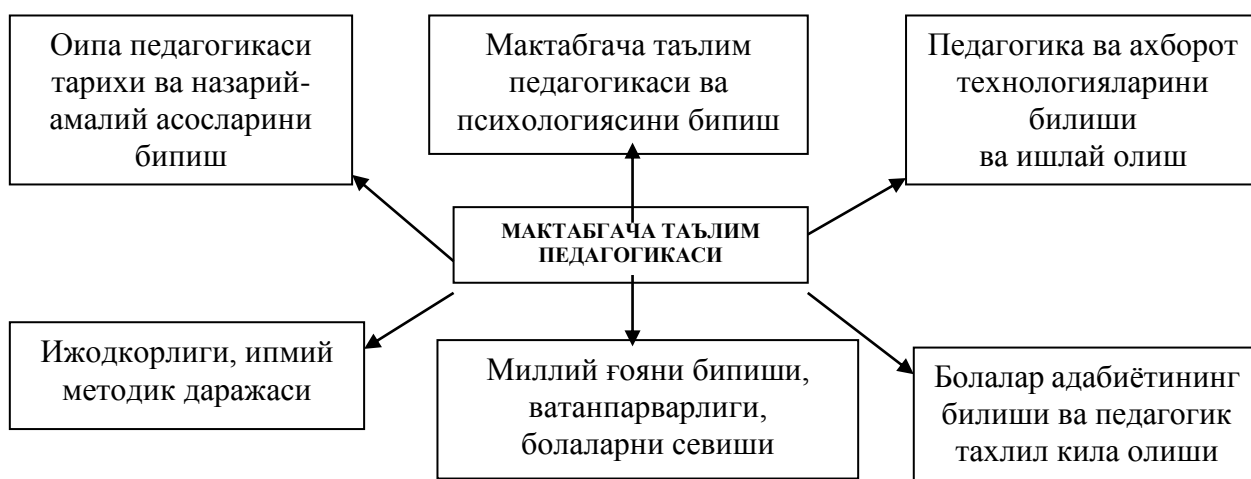 Оипа педагогикаси
тарихи ва назарий-
амалий асосларини
бипиш
Мактабгача таълим
педагогикаси ва
психологиясини бипиш
Педагогика ва ахборот
технологияларини
билиши
ва ишлай олиш
МАКТАБГАЧА ТАЪЛИМ
ПЕДАГОГИКАСИ
Ижодкорлиги, ипмий
методик даражаси
Миллий ғояни бипиши,
ватанпарварлиги,
болаларни севиши
Болалар адабиётининг
билиши ва педагогик
тахлил кила олиши